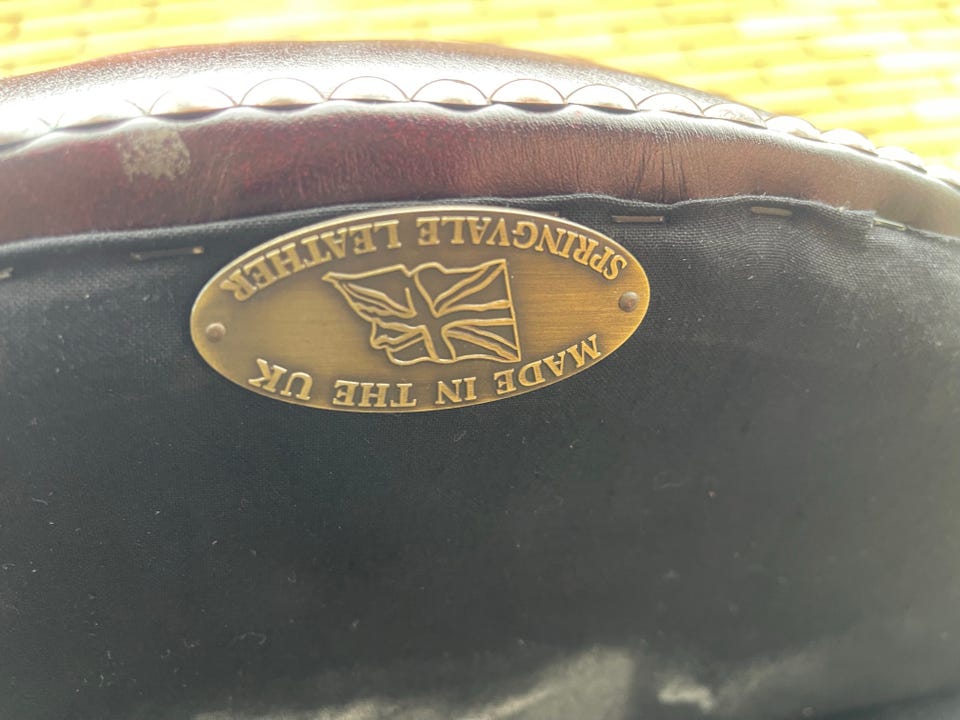 SPRINGVALE LEATHER
MADE IN THE UK